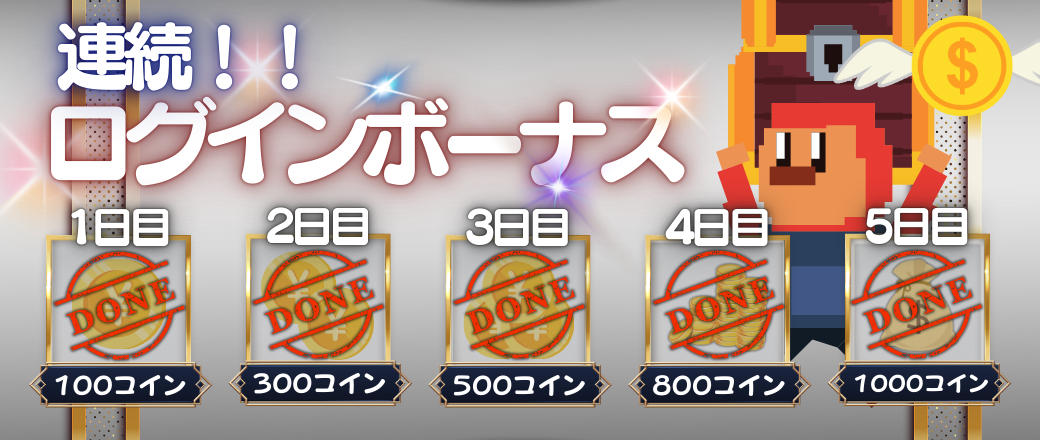 連続！！
ログインボーナス
1日目 2日目 3日目 4日目 5日目
DONE DONE DONE DONE DONE
100コイン 300コイン 500コイン 800コイン 1000コイン